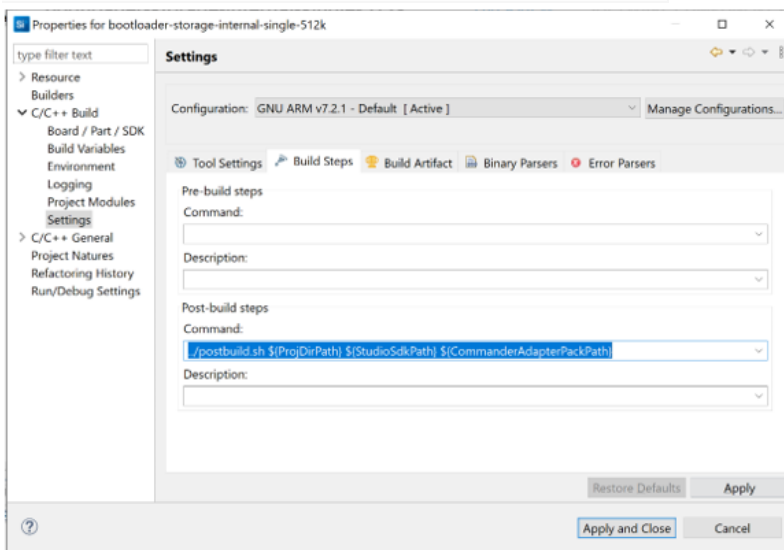 Properties for bootloader-storage-internal-single-512k
type filter text
Resource
Builders
C/C++ Build
Board / Part / SDK
Build Variables
Environment
Logging
Project Modules
Settings
C/C++ General
Project Natures
Refactoring History
Run/Debug Settings
Settings
Configuration: GNU ARM v7.2.1 - Default [ Active ] Manage Configurations...
Tool Settings Build Steps Build Artifact Binary Parsers Error Parsers
Pre-build steps
Command:
Description:
Post-build steps
Command:
../postbuild.sh ${ProjDirPath} ${StudioSdkPath} ${CommanderAdapterPackPath}
Description:
Restore Defaults Apply
Apply and Close Cancel